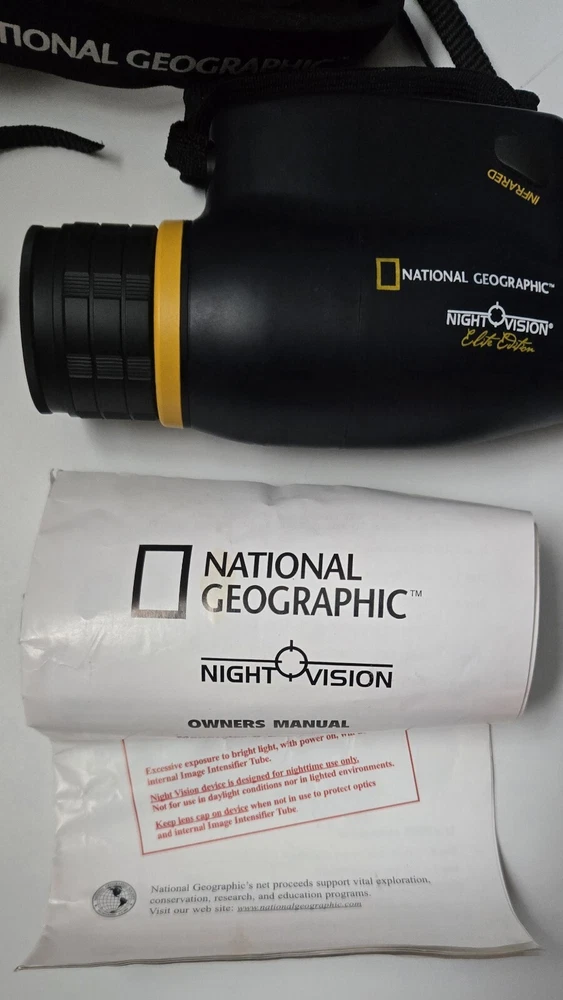 TIONAL GEOGRAPHIC
INFRARED
NATIONAL GEOGRAPHIC™
NIGHT VISION®
Elite Edition
NATIONAL
GEOGRAPHIC™
NIGHT VISION
OWNERS MANUAL
Excessive exposure to bright light, with power on,
internal Image Intensifier Tube.
Night Vision device is designed for nighttime use only.
Not for use in daylight conditions nor in lighted environments.
Keep lens cap on device when not in use to protect optics
and internal Image Intensifier Tube
National Geographic's net proceeds support vital exploration,
conservation, research, and education programs.
Visit our web site: www.nationalgeographic.com